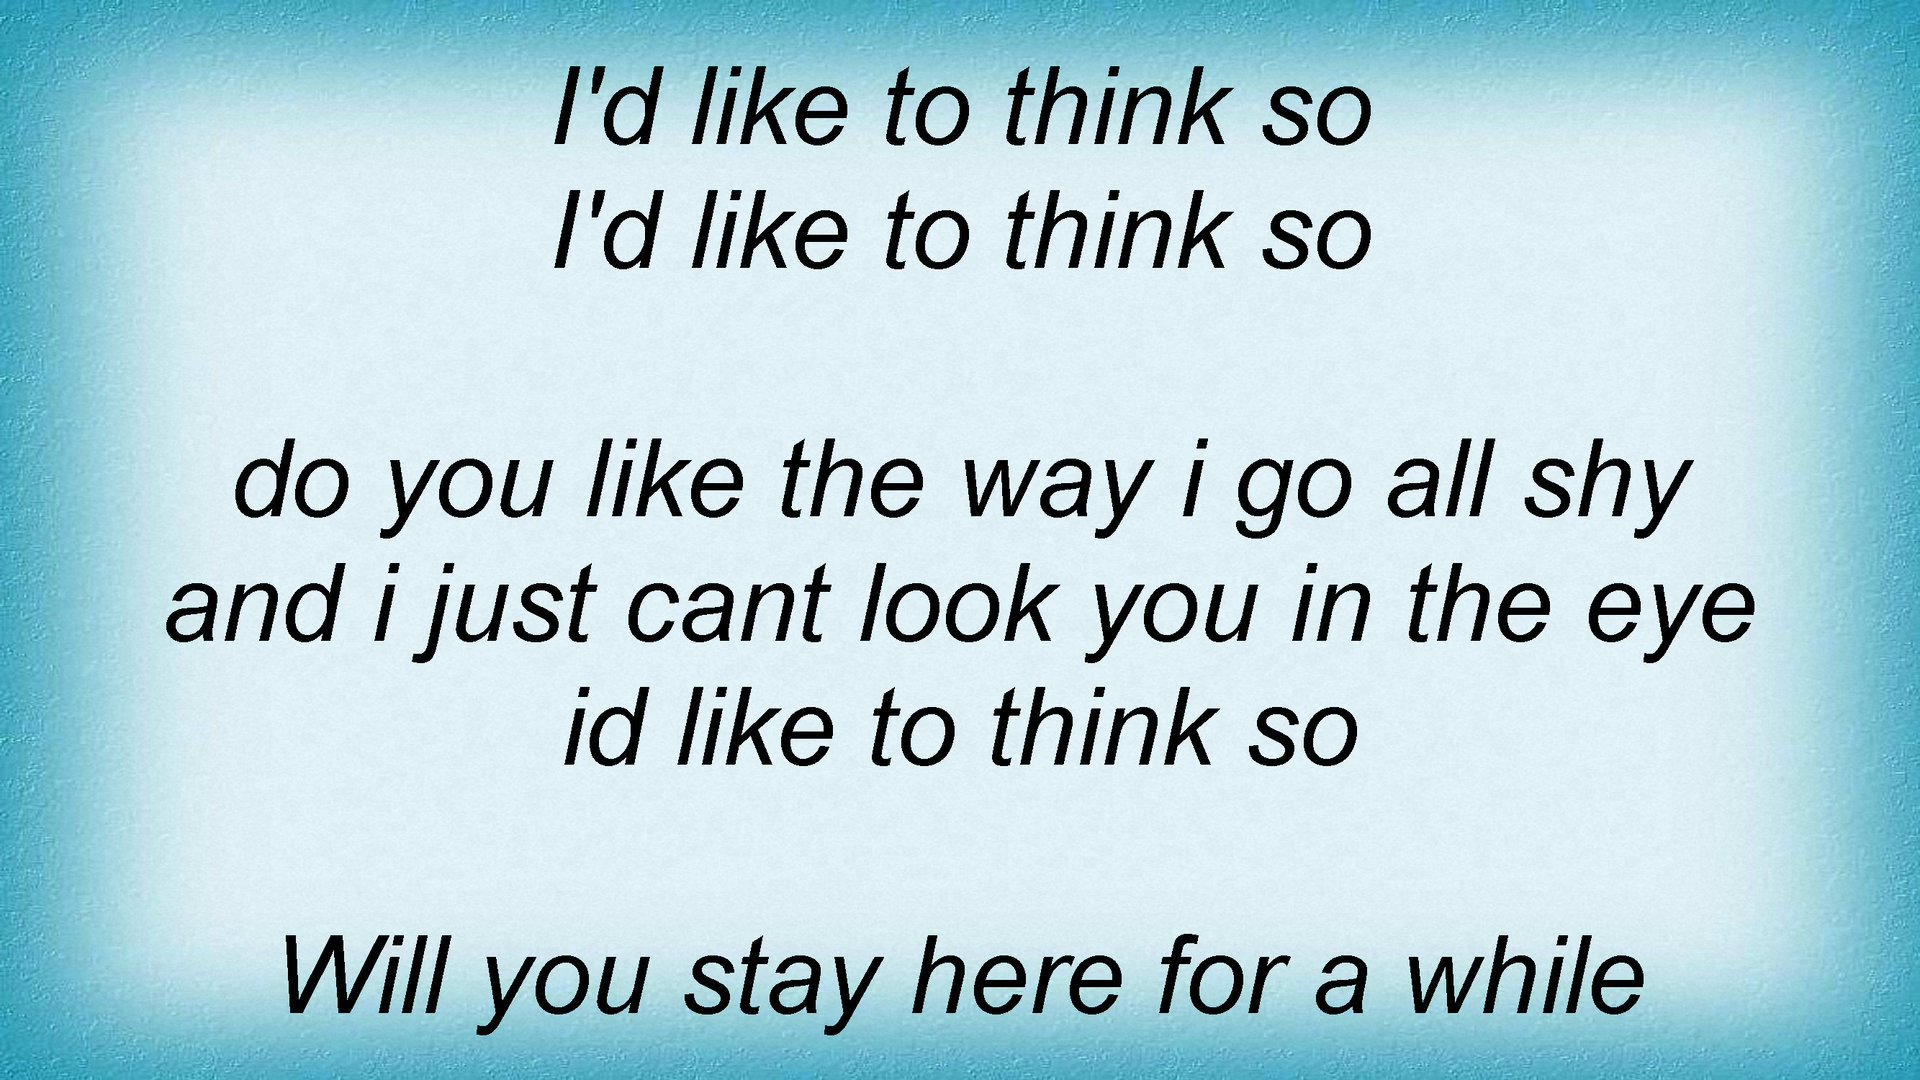 I'd like to think so
I'd like to think so
do you like the way i go all shy
and i just cant look you in the eye
id like to think so
Will you stay here for a while